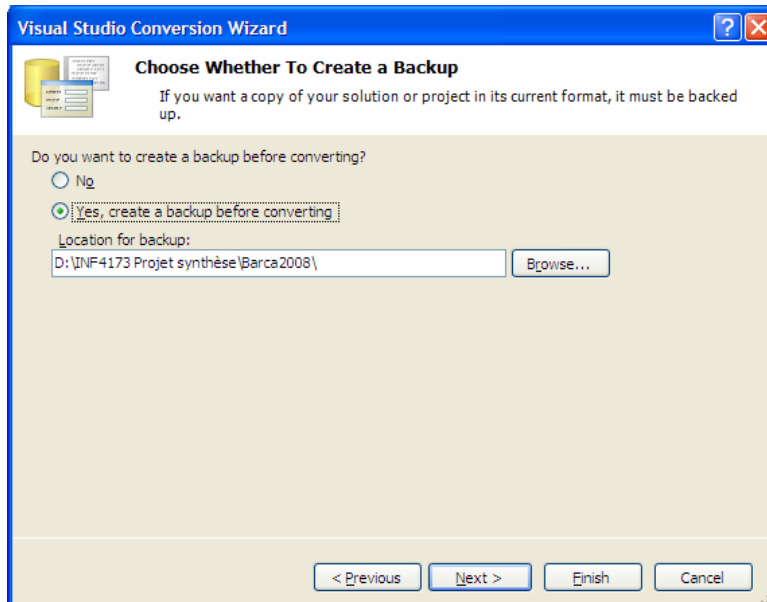 Visual Studio Conversion Wizard
Choose Whether To Create a Backup
If you want a copy of your solution or project in its current format, it must be backed
up.
Do you want to create a backup before converting?
No
Yes, create a backup before converting
Location for backup:
D:\INF4173 Projet synthèse\Barca2008\
Browse...
< Previous
Next >
Finish
Cancel